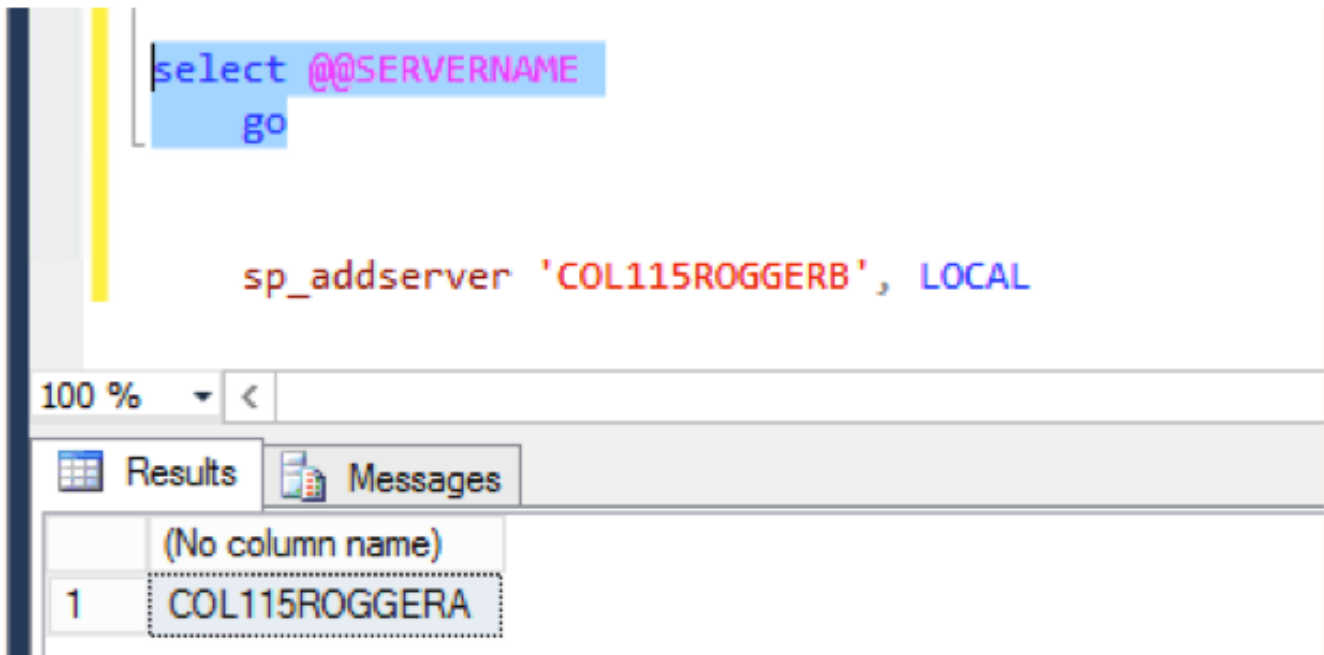 select @@SERVERNAME
go
sp_addserver 'COL115ROGGERB', LOCAL
100 %
Results Messages
(No column name)
1 COL115ROGGERA